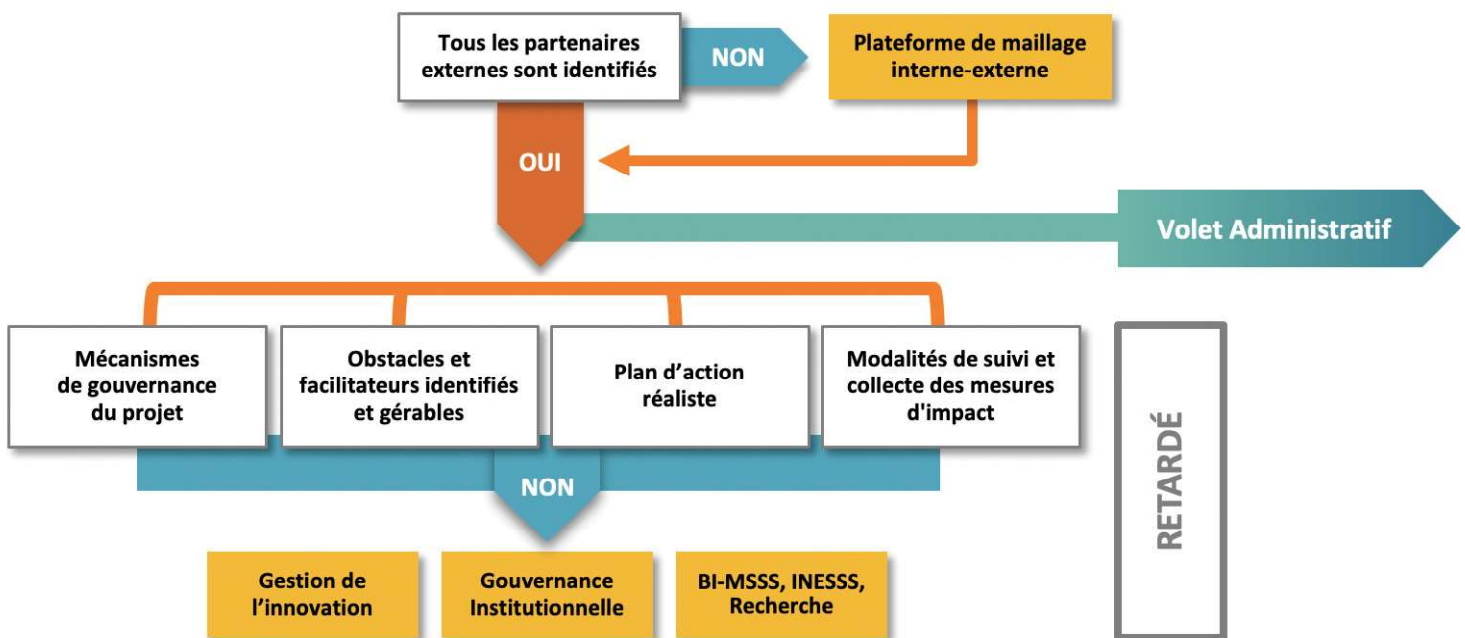 Tous les partenaires
externes sont identifiés
NON
Plateforme de maillage
interne-externe
OUI
Volet Administratif
Mécanismes
de gouvernance
du projet
Obstacles et
facilitateurs identifiés
et gérables
Plan d'action
réaliste
Modalités de suivi et
collecte des mesures
d'impact
RETARDÉ
NON
Gestion de
l'innovation
Gouvernance
Institutionnelle
BI-MSSS, INESSS,
Recherche